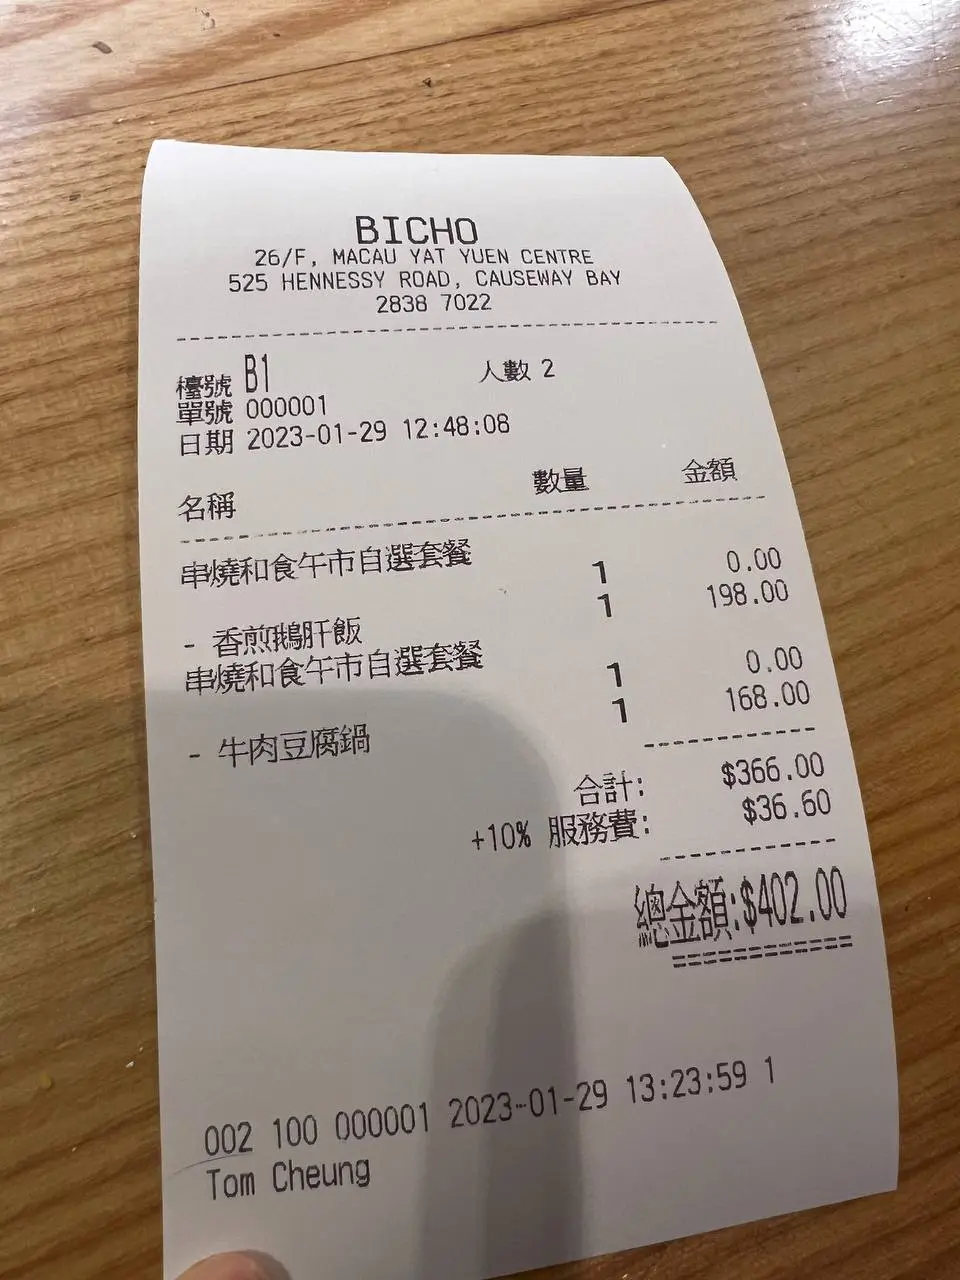 BICHO
26/F, MACAU YAT YUEN CENTRE
525 HENNESSY ROAD, CAUSEWAY BAY
2838 7022
檯號 B1 人數 2
單號 000001
日期 2023-01-29 12:48:08
名稱 數量 金額
串燒和食午市自選套餐 1 0.00
- 香煎鵝肝飯 1 198.00
串燒和食午市自選套餐 1 0.00
- 牛肉豆腐鍋 1 168.00
合計: $366.00
+10% 服務費: $36.60
總金額:$402.00
002 100 000001 2023-01-29 13:23:59 1
Tom Cheung